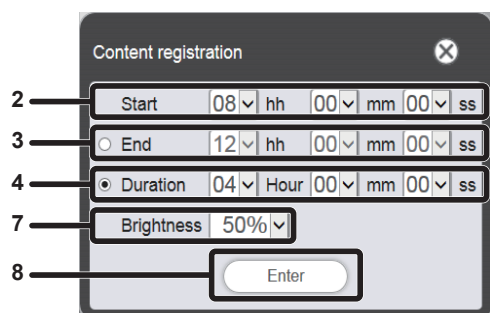 Content registration
2 Start 08 hh 00 mm 00 ss
3 End 12 hh 00 mm 00 ss
4 Duration 04 Hour 00 mm 00 ss
7 Brightness 50%
8 Enter